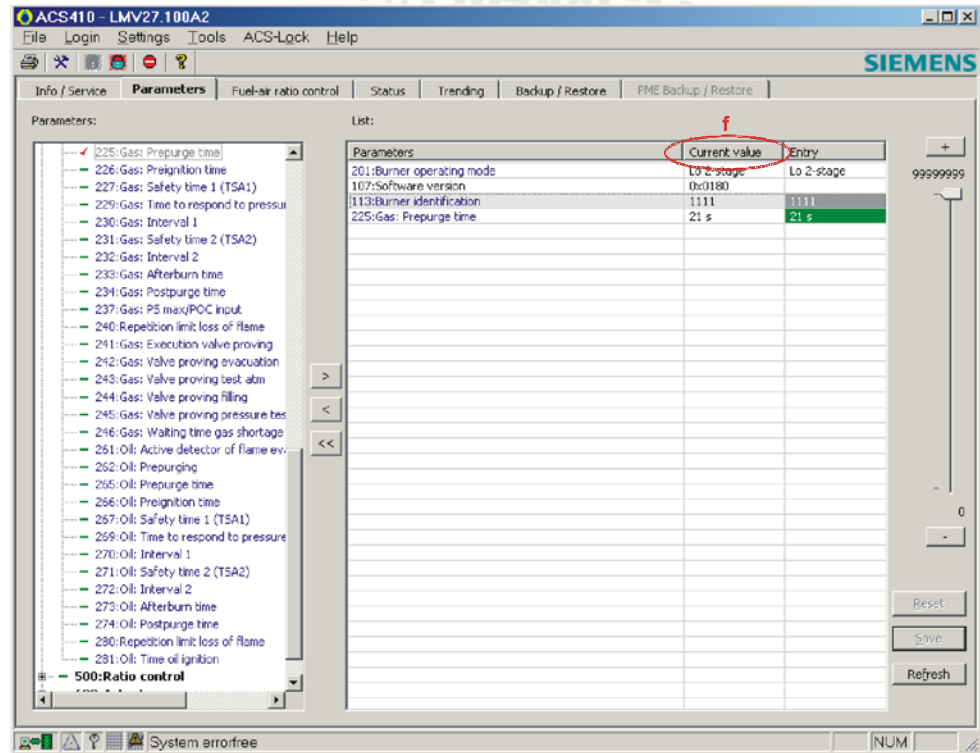 ACS410 - LMV27.100A2
File Login Settings Tools ACS-Lock Help
SIEMENS
Info / Service Parameters Fuel-air ratio control Status Trending Backup / Restore PME Backup / Restore
Parameters:
225:Gas: Prepurge time
226:Gas: Preignition time
227:Gas: Safety time 1 (TSA1)
229:Gas: Time to respond to pressu
230:Gas: Interval 1
231:Gas: Safety time 2 (TSA2)
232:Gas: Interval 2
233:Gas: Afterburn time
234:Gas: Postpurge time
237:Gas: PS max/POC input
240:Repetition limit loss of flame
241:Gas: Execution valve proving
242:Gas: Valve proving evacuation
243:Gas: Valve proving test atm
244:Gas: Valve proving filling
245:Gas: Valve proving pressure tes
246:Gas: Waiting time gas shortage
261:Oil: Active detector of flame ev
262:Oil: Prepurging
265:Oil: Prepurge time
266:Oil: Preignition time
267:Oil: Safety time 1 (TSA1)
269:Oil: Time to respond to pressure
270:Oil: Interval 1
271:Oil: Safety time 2 (TSA2)
272:Oil: Interval 2
273:Oil: Afterburn time
274:Oil: Postpurge time
280:Repetition limit loss of flame
281:Oil: Time oil ignition
500:Ratio control
>
<
<<
List:
f
Parameters Current value Entry
201:Burner operating mode Lo 2-stage Lo 2-stage
107:Software version 0x0180
113:Burner identification 1111 1111
225:Gas: Prepurge time 21 s 21 s
+
99999999
0
-
Reset
Save
Refresh
System errorfree
NUM